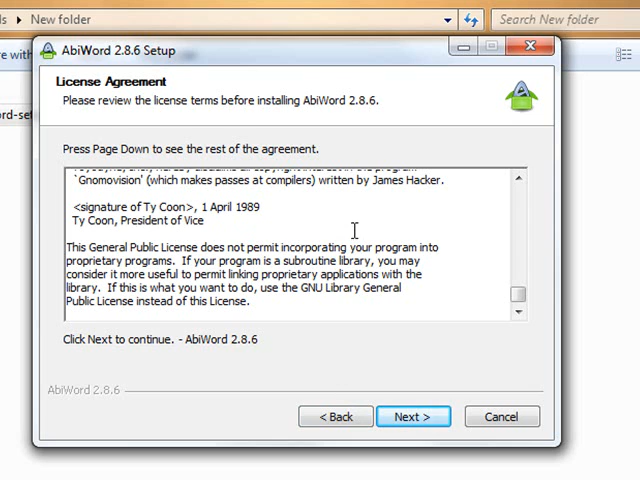 New folder
Search New folder
AbiWord 2.8.6 Setup
License Agreement
Please review the license terms before installing AbiWord 2.8.6.
Press Page Down to see the rest of the agreement.
`Gnomovision' (which makes passes at compilers) written by James Hacker.
<signature of Ty Coon>, 1 April 1989
Ty Coon, President of Vice
This General Public License does not permit incorporating your program into
proprietary programs.  If your program is a subroutine library, you may
consider it more useful to permit linking proprietary applications with the
library.  If this is what you want to do, use the GNU Library General
Public License instead of this License.
Click Next to continue. - AbiWord 2.8.6
AbiWord 2.8.6
< Back
Next >
Cancel